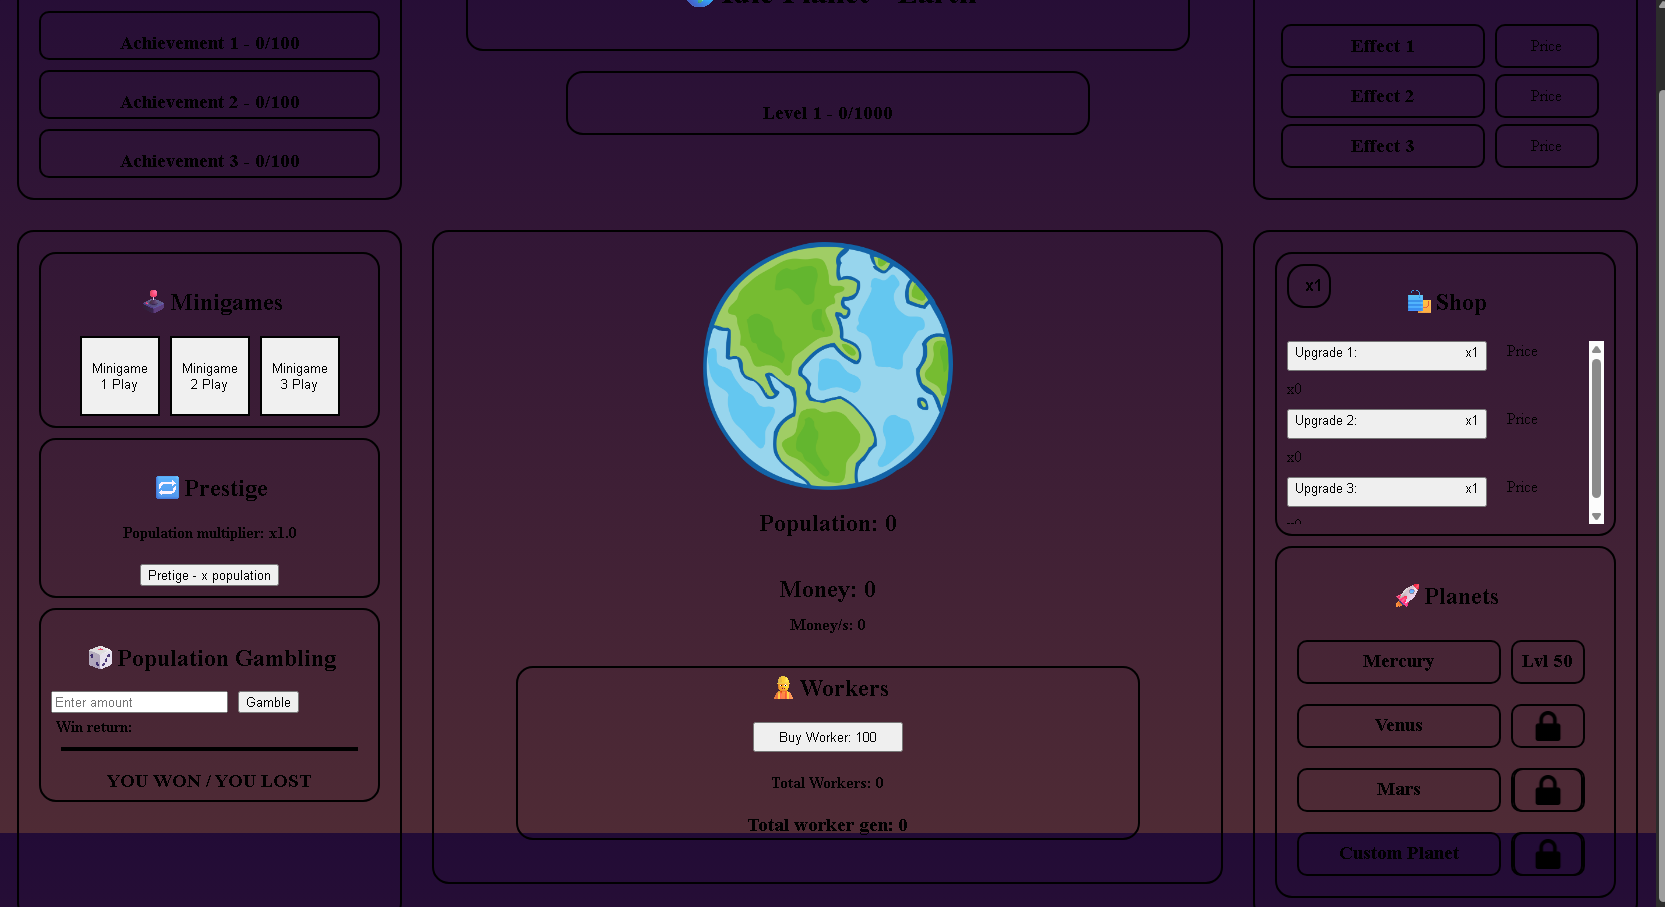 Idle Planet - Earth
Achievement 1 - 0/100
Achievement 2 - 0/100
Achievement 3 - 0/100
Level 1 - 0/1000
Effect 1 Price
Effect 2 Price
Effect 3 Price
Minigames
Minigame
1 Play
Minigame
2 Play
Minigame
3 Play
Prestige
Population multiplier: x1.0
Pretige - x population
Population Gambling
Enter amount Gamble
Win return:
YOU WON / YOU LOST
Population: 0
Money: 0
Money/s: 0
Workers
Buy Worker: 100
Total Workers: 0
Total worker gen: 0
x1
Shop
Upgrade 1: x1 Price
x0
Upgrade 2: x1 Price
x0
Upgrade 3: x1 Price
x0
Planets
Mercury Lvl 50
Venus
Mars
Custom Planet